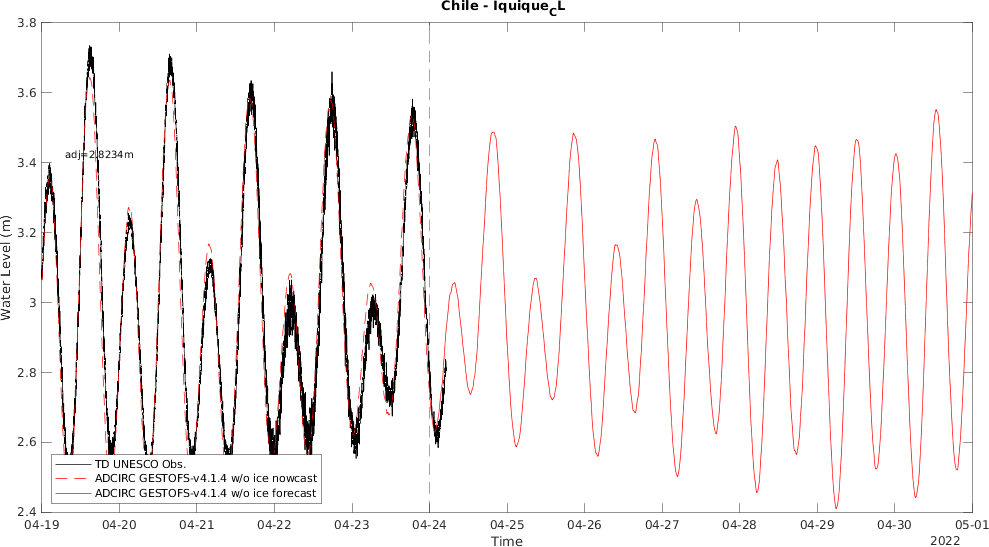 Chile - Iquique_CL
3.8
3.6
3.4
3.2
3
2.8
2.6
2.4
Water Level (m)
adj=2.8234m
TD UNESCO Obs.
ADCIRC GESTOFS-v4.1.4 w/o ice nowcast
ADCIRC GESTOFS-v4.1.4 w/o ice forecast
04-19 04-20 04-21 04-22 04-23 04-24 04-25 04-26 04-27 04-28 04-29 04-30 05-01
Time
2022